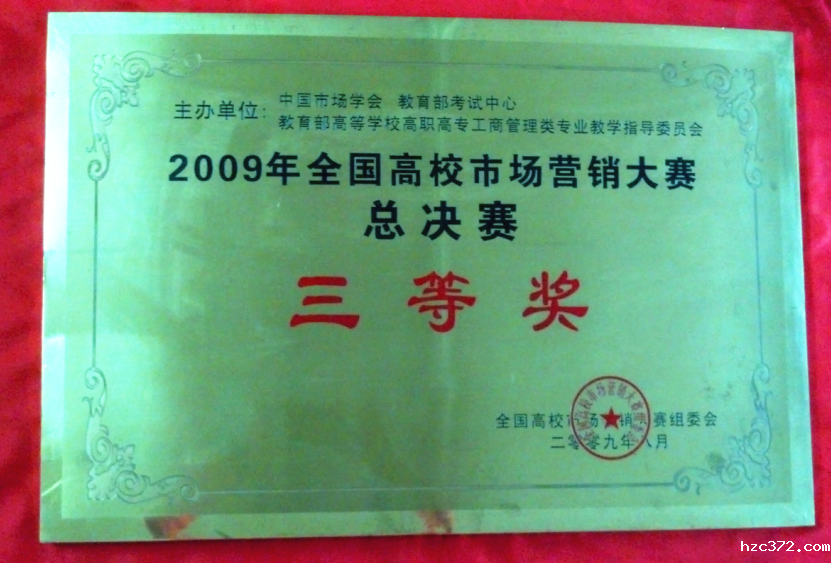 主办单位：中国市场学会 教育部考试中心
教育部高等学校高职高专工商管理类专业教学指导委员会
2009年全国高校市场营销大赛
总决赛
三等奖
全国高校市场营销大赛组委会
二〇〇九年八月
hzc372.com